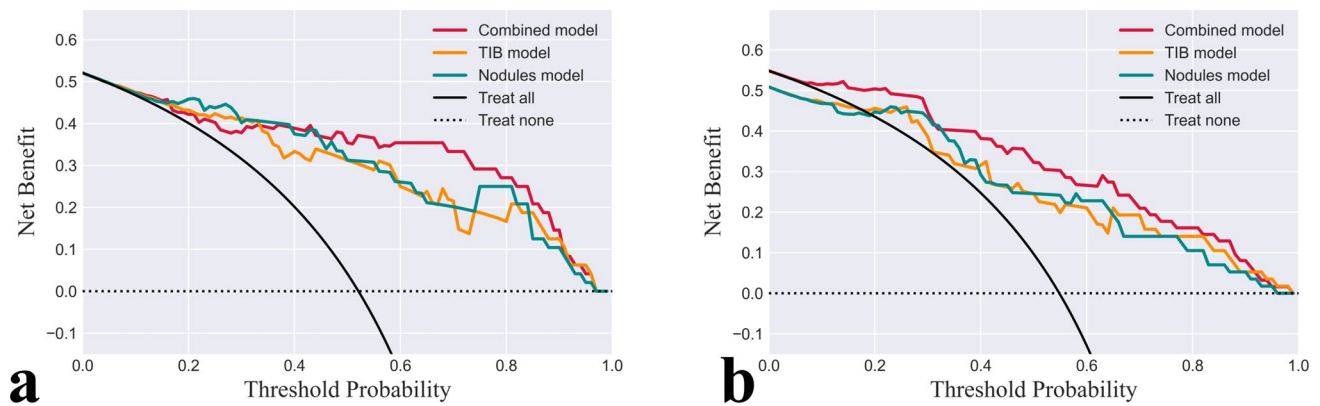 Net Benefit
0.6
0.5
0.4
0.3
0.2
0.1
0.0
−0.1
Combined model
TIB model
Nodules model
Treat all
Treat none
0.0 0.2 0.4 0.6 0.8 1.0
Threshold Probability
a
Net Benefit
0.6
0.5
0.4
0.3
0.2
0.1
0.0
−0.1
Combined model
TIB model
Nodules model
Treat all
Treat none
0.0 0.2 0.4 0.6 0.8 1.0
Threshold Probability
b